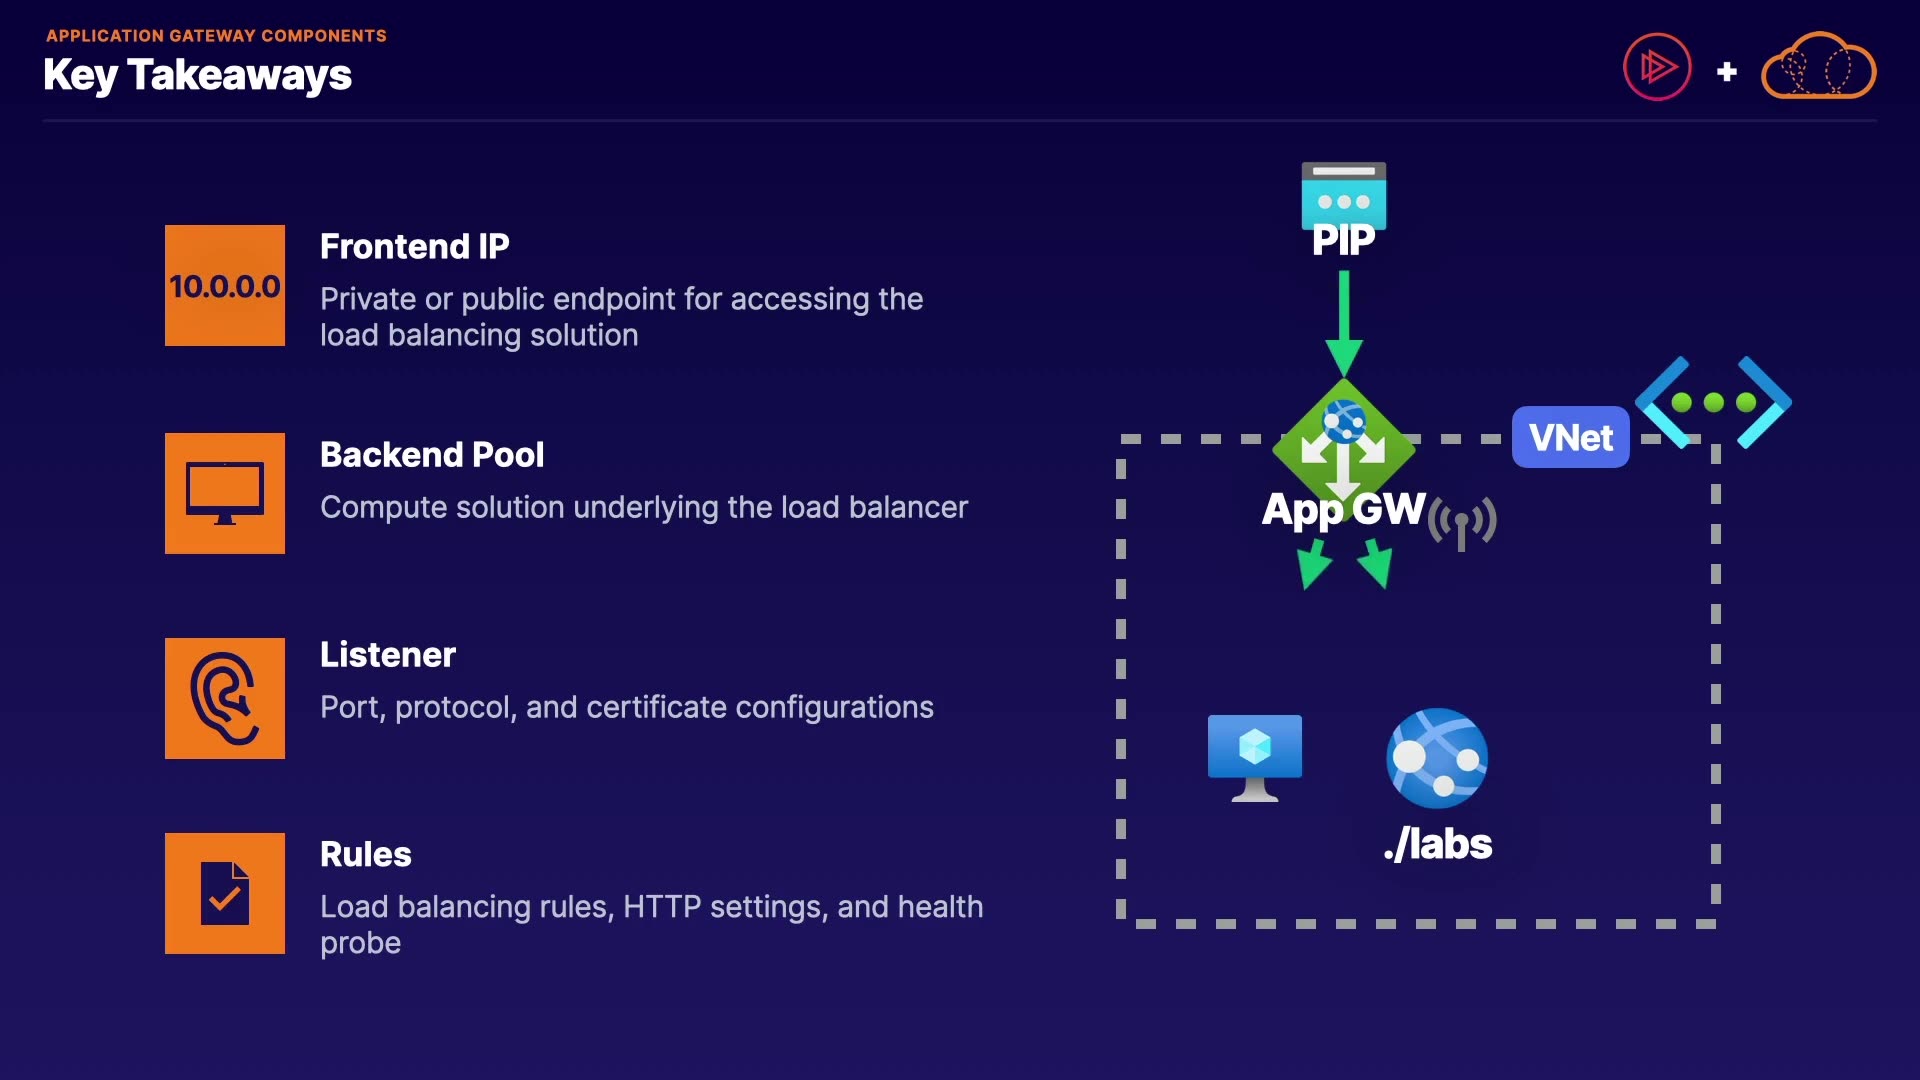 APPLICATION GATEWAY COMPONENTS
Key Takeaways
10.0.0.0
Frontend IP
Private or public endpoint for accessing the
load balancing solution
Backend Pool
Compute solution underlying the load balancer
Listener
Port, protocol, and certificate configurations
Rules
Load balancing rules, HTTP settings, and health
probe
+
PIP
VNet
App GW
./labs